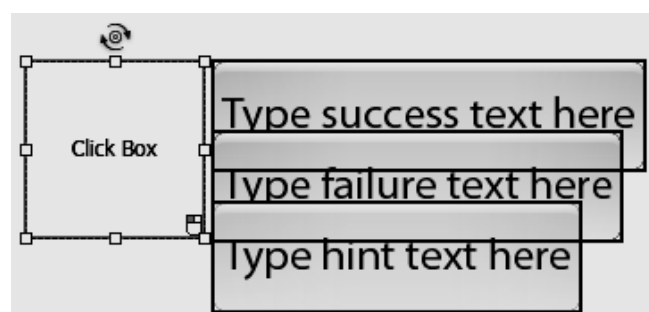 Click Box
Type success text here
Type failure text here
Type hint text here